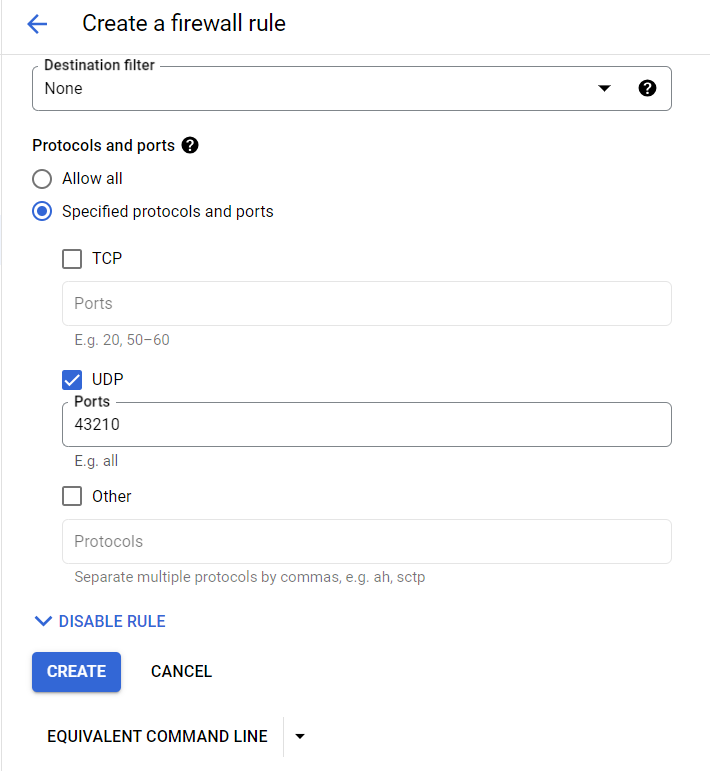 Create a firewall rule
Destination filter
None
Protocols and ports
Allow all
Specified protocols and ports
TCP
Ports
E.g. 20, 50–60
UDP
Ports
43210
E.g. all
Other
Protocols
Separate multiple protocols by commas, e.g. ah, sctp
DISABLE RULE
CREATE CANCEL
EQUIVALENT COMMAND LINE